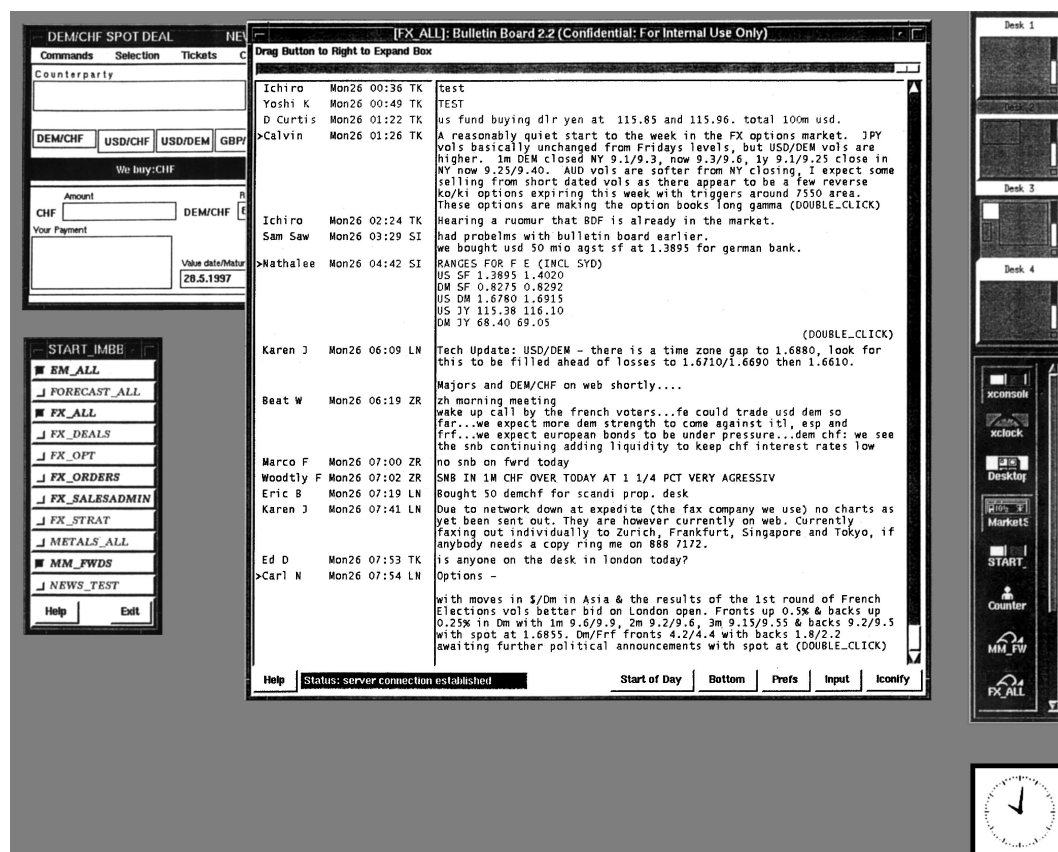 DEM/CHF SPOT DEAL
Commands Selection Tickets
Counterparty
DEM/CHF USD/CHF USD/DEM
We buy:CHF
Amount
CHF DEM/CHF
Your Payment
Value date/Matur
28.5.1997
START_IMBB
EM_ALL
FORECAST_ALL
FX_ALL
FX_DEALS
FX_OPT
FX_ORDERS
FX_SALESADMIN
FX_STRAT
METALS_ALL
MM_FWDS
NEWS_TEST
Help Exit
[FX_ALL]: Bulletin Board 2.2 (Confidential: For Internal Use Only)
Drag Button to Right to Expand Box
Ichiro Mon26 00:36 TK test
Yoshi K Mon26 00:49 TK TEST
D Curtis Mon26 01:22 TK us fund buying dlr yen at 115.85 and 115.96. total 100m usd.
>Calvin Mon26 01:26 TK A reasonably quiet start to the week in the FX options market. JPY
vols basically unchanged from Fridays levels, but USD/DEM vols are
higher. 1m DEM closed NY 9.1/9.3, now 9.3/9.6, 1y 9.1/9.25 close in
NY now 9.25/9.40. AUD vols are softer from NY closing, I expect some
selling from short dated vols as there appear to be a few reverse
ko/ki options expiring this week with triggers around 7550 area.
These options are making the option books long gamma (DOUBLE_CLICK)
Ichiro Mon26 02:24 TK Hearing a ruomur that BDF is already in the market.
Sam Saw Mon26 03:29 SI had probelms with bulletin board earlier.
we bought usd 50 mio agst sf at 1.3895 for german bank.
>Nathalee Mon26 04:42 SI RANGES FOR F E (INCL SYD)
US SF 1.3895 1.4020
DM SF 0.8275 0.8292
US DM 1.6780 1.6915
US JY 115.38 116.10
DM JY 68.40 69.05
(DOUBLE_CLICK)
Karen J Mon26 06:09 LN Tech Update: USD/DEM – there is a time zone gap to 1.6880, look for
this to be filled ahead of losses to 1.6710/1.6690 then 1.6610.
Majors and DEM/CHF on web shortly....
Beat W Mon26 06:19 ZR zh morning meeting
wake up call by the french voters...fe could trade usd dem so
far...we expect more dem strength to come against itl, esp and
frf...we expect european bonds to be under pressure...dem chf: we see
the snb continuing adding liquidity to keep chf interest rates low
Marco F Mon26 07:00 ZR no snb on fwrd today
Woodtly F Mon26 07:02 ZR SNB IN 1M CHF OVER TODAY AT 1 1/4 PCT VERY AGRESSIV
Eric B Mon26 07:19 LN Bought 50 demchf for scandi prop. desk
Karen J Mon26 07:41 LN Due to network down at expedite (the fax company we use) no charts as
yet been sent out. They are however currently on web. Currently
faxing out individually to Zurich, Frankfurt, Singapore and Tokyo, if
anybody needs a copy ring me on 888 7172.
Ed D Mon26 07:53 TK is anyone on the desk in london today?
>Carl N Mon26 07:54 LN Options –
with moves in $/Dm in Asia & the results of the 1st round of French
Elections vols better bid on London open. Fronts up 0.5% & backs up
0.25% in Dm with 1m 9.6/9.9, 2m 9.2/9.6, 3m 9.15/9.55 & backs 9.2/9.5
with spot at 1.6855. Dm/Frf fronts 4.2/4.4 with backs 1.8/2.2
awaiting further political announcements with spot at (DOUBLE_CLICK)
Help Status: server connection established Start of Day Bottom Prefs Input Iconify
Desk 1
Desk 2
Desk 3
Desk 4
xconsole
xclock
Desktop
MarketS
START_
Counter
MM_FW
FX_ALL